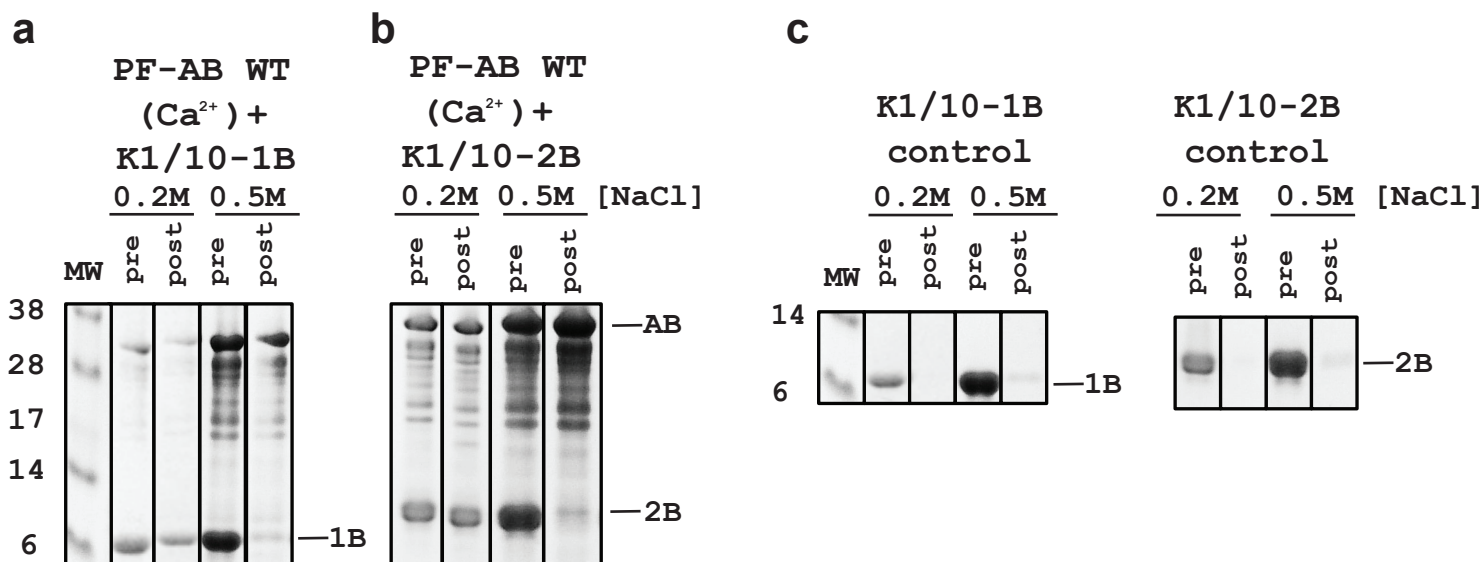 a
PF-AB WT
(Ca²⁺)+
K1/10-1B
0.2M 0.5M
pre post pre post
MW
38
28
17
14
6
1B
b
PF-AB WT
(Ca²⁺)+
K1/10-2B
0.2M 0.5M [NaCl]
pre post pre post
AB
2B
c
K1/10-1B
control
0.2M 0.5M
pre post pre post
MW
14
6
1B
K1/10-2B
control
0.2M 0.5M [NaCl]
pre post pre post
2B